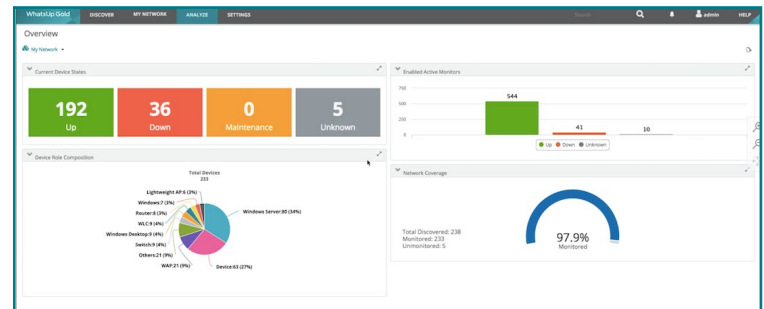 WhatsUp Gold DISCOVER MY NETWORK ANALYZE SETTINGS Search admin HELP
Overview
My Network
Current Device States
192
Up
36
Down
0
Maintenance
5
Unknown
Enabled Active Monitors
750
500
250
0
544
41
10
Up Down Unknown
Device Role Composition
Total Devices
233
Lightweight AP:6 (3%)
Windows:7 (3%)
Router:8 (3%)
WLC:9 (4%)
Windows Desktop:9 (4%)
Switch:9 (4%)
Others:21 (9%)
WAP:21 (9%)
Device:63 (27%)
Windows Server:80 (34%)
Network Coverage
Total Discovered: 238
Monitored: 233
Unmonitored: 5
97.9%
Monitored